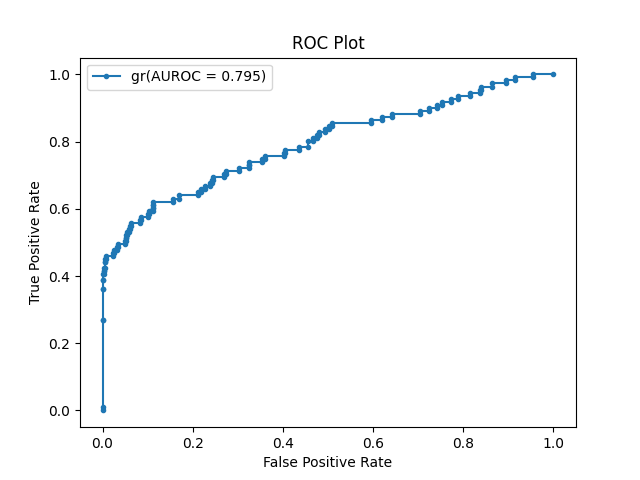 ROC Plot
gr(AUROC = 0.795)
1.0
0.8
0.6
0.4
0.2
0.0
True Positive Rate
0.0 0.2 0.4 0.6 0.8 1.0
False Positive Rate